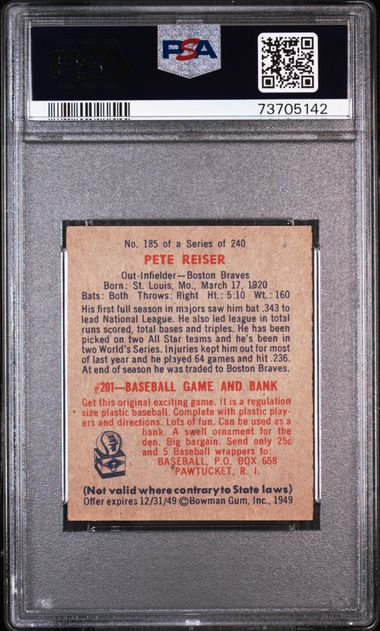 PSA
PSA
73705142
No. 185 of a Series of 240
PETE REISER
Out-Infielder—Boston Braves
Born: St. Louis, Mo., March 17, 1920
Bats: Both Throws: Right Ht.: 5:10 Wt.: 160
His first full season in majors saw him bat .343 to
lead National League. He also led league in total
runs scored, total bases and triples. He has been
picked on two All Star teams and he's been in
two World's Series. Injuries kept him out for most
of last year and he played 64 games and hit .236.
At end of season he was traded to Boston Braves.
#201—BASEBALL GAME AND BANK
Get this original exciting game. It is a regulation
size plastic baseball. Complete with plastic play-
ers and directions. Lots of fun. Can be used as a
bank. A swell ornament for the
den. Big bargain. Send only 25c
and 5 Baseball wrappers to:
BASEBALL, P.O. BOX 658
PAWTUCKET, R. I.
(Not valid where contrary to State laws)
Offer expires 12/31/49 ©Bowman Gum, Inc., 1949